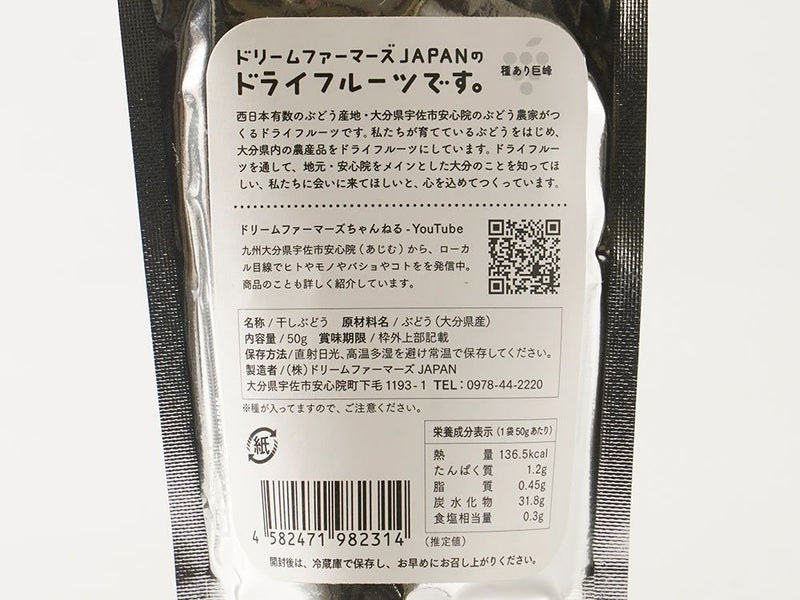 ドリームファーマーズJAPANの
ドライフルーツです。
種あり巨峰
西日本有数のぶどう産地・大分県宇佐市安心院のぶどう農家がつ
くるドライフルーツです。私たちが育てているぶどうをはじめ、
大分県内の農産品をドライフルーツにしています。ドライフルー
ツを通して、地元・安心院をメインとした大分のことを知ってほ
しい、私たちに会いに来てほしいと、心を込めてつくっています。
ドリームファーマーズちゃんねる - YouTube
九州大分県宇佐市安心院(あじむ)から、ローカ
ル目線でヒトやモノやバショやコトをを発信中。
商品のことも詳しく紹介しています。
名称/干しぶどう 原材料名/ぶどう(大分県産)
内容量/50g 賞味期限/枠外上部記載
保存方法/直射日光、高温多湿を避け常温で保存してください。
製造者/(株)ドリームファーマーズ JAPAN
大分県宇佐市安心院町下毛1193-1 TEL:0978-44-2220
※種が入ってますので、ご注意ください。
紙
栄養成分表示(1袋50gあたり)
熱量 136.5kcal
たんぱく質 1.2g
脂質 0.45g
炭水化物 31.8g
食塩相当量 0.3g
(推定値)
4 582471 982314
開封後は、冷蔵庫で保存し、お早めにお召し上がりください。